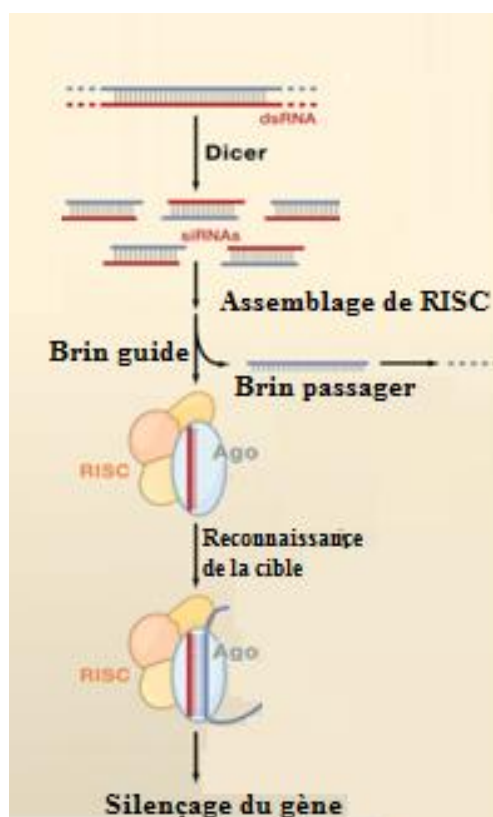 dsRNA
Dicer
siRNAs
Assemblage de RISC
Brin guide
Brin passager
Ago
RISC
Reconnaissance
de la cible
Ago
RISC
Silençage du gène